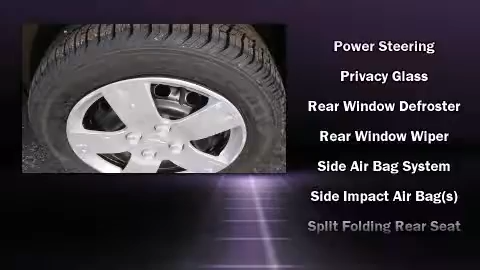 Power Steering
Privacy Glass
Rear Window Defroster
Rear Window Wiper
Side Air Bag System
Side Impact Air Bag(s)
Split Folding Rear Seat